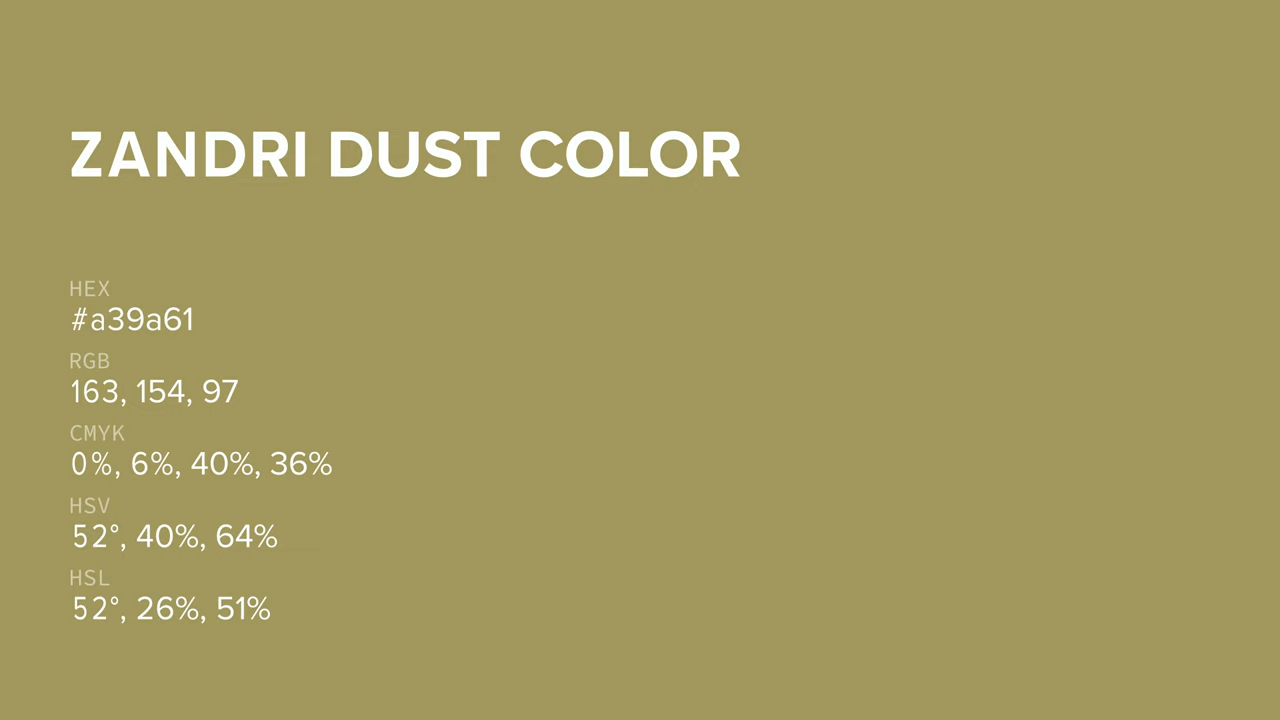 ZANDRI DUST COLOR
HEX
#a39a61
RGB
163, 154, 97
CMYK
0%, 6%, 40%, 36%
HSV
52°, 40%, 64%
HSL
52°, 26%, 51%